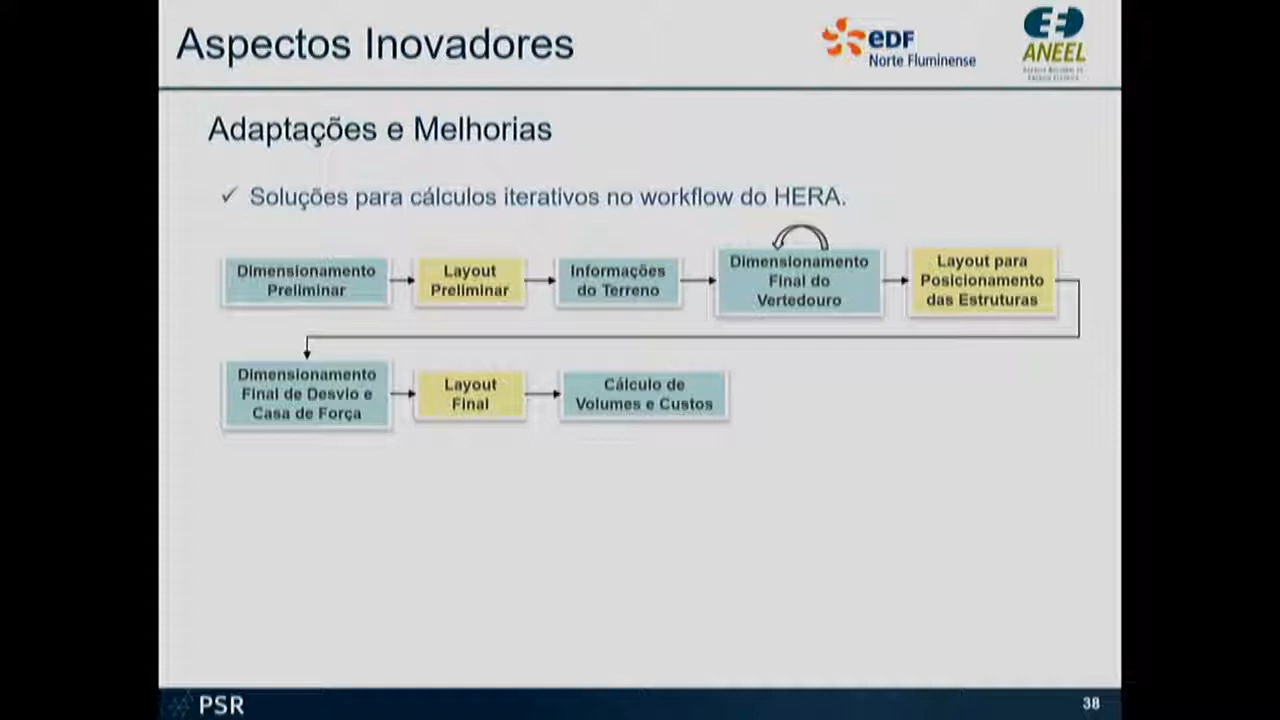 Aspectos Inovadores
eDF
Norte Fluminense
ANEEL
Adaptações e Melhorias
✓ Soluções para cálculos iterativos no workflow do HERA.
Dimensionamento
Preliminar
Layout
Preliminar
Informações
do Terreno
Dimensionamento
Final do
Vertedouro
Layout para
Posicionamento
das Estruturas
Dimensionamento
Final de Desvio e
Casa de Força
Layout
Final
Cálculo de
Volumes e Custos
PSR
38